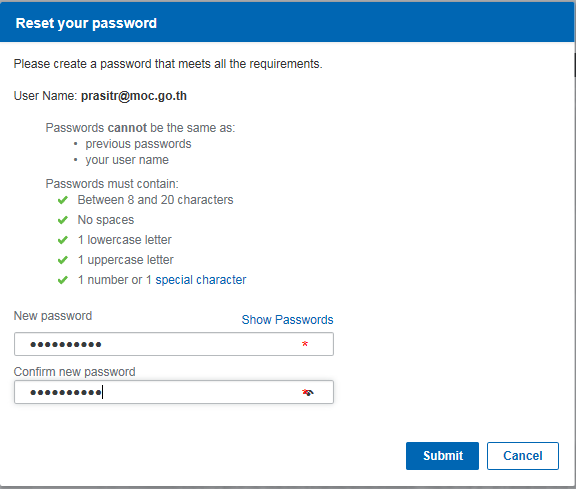 Reset your password
Please create a password that meets all the requirements.
User Name: prasitr@moc.go.th
Passwords cannot be the same as:
• previous passwords
• your user name
Passwords must contain:
✔ Between 8 and 20 characters
✔ No spaces
✔ 1 lowercase letter
✔ 1 uppercase letter
✔ 1 number or 1 special character
New password
Show Passwords
●●●●●●●●●● *
Confirm new password
●●●●●●●●●● *
Submit Cancel